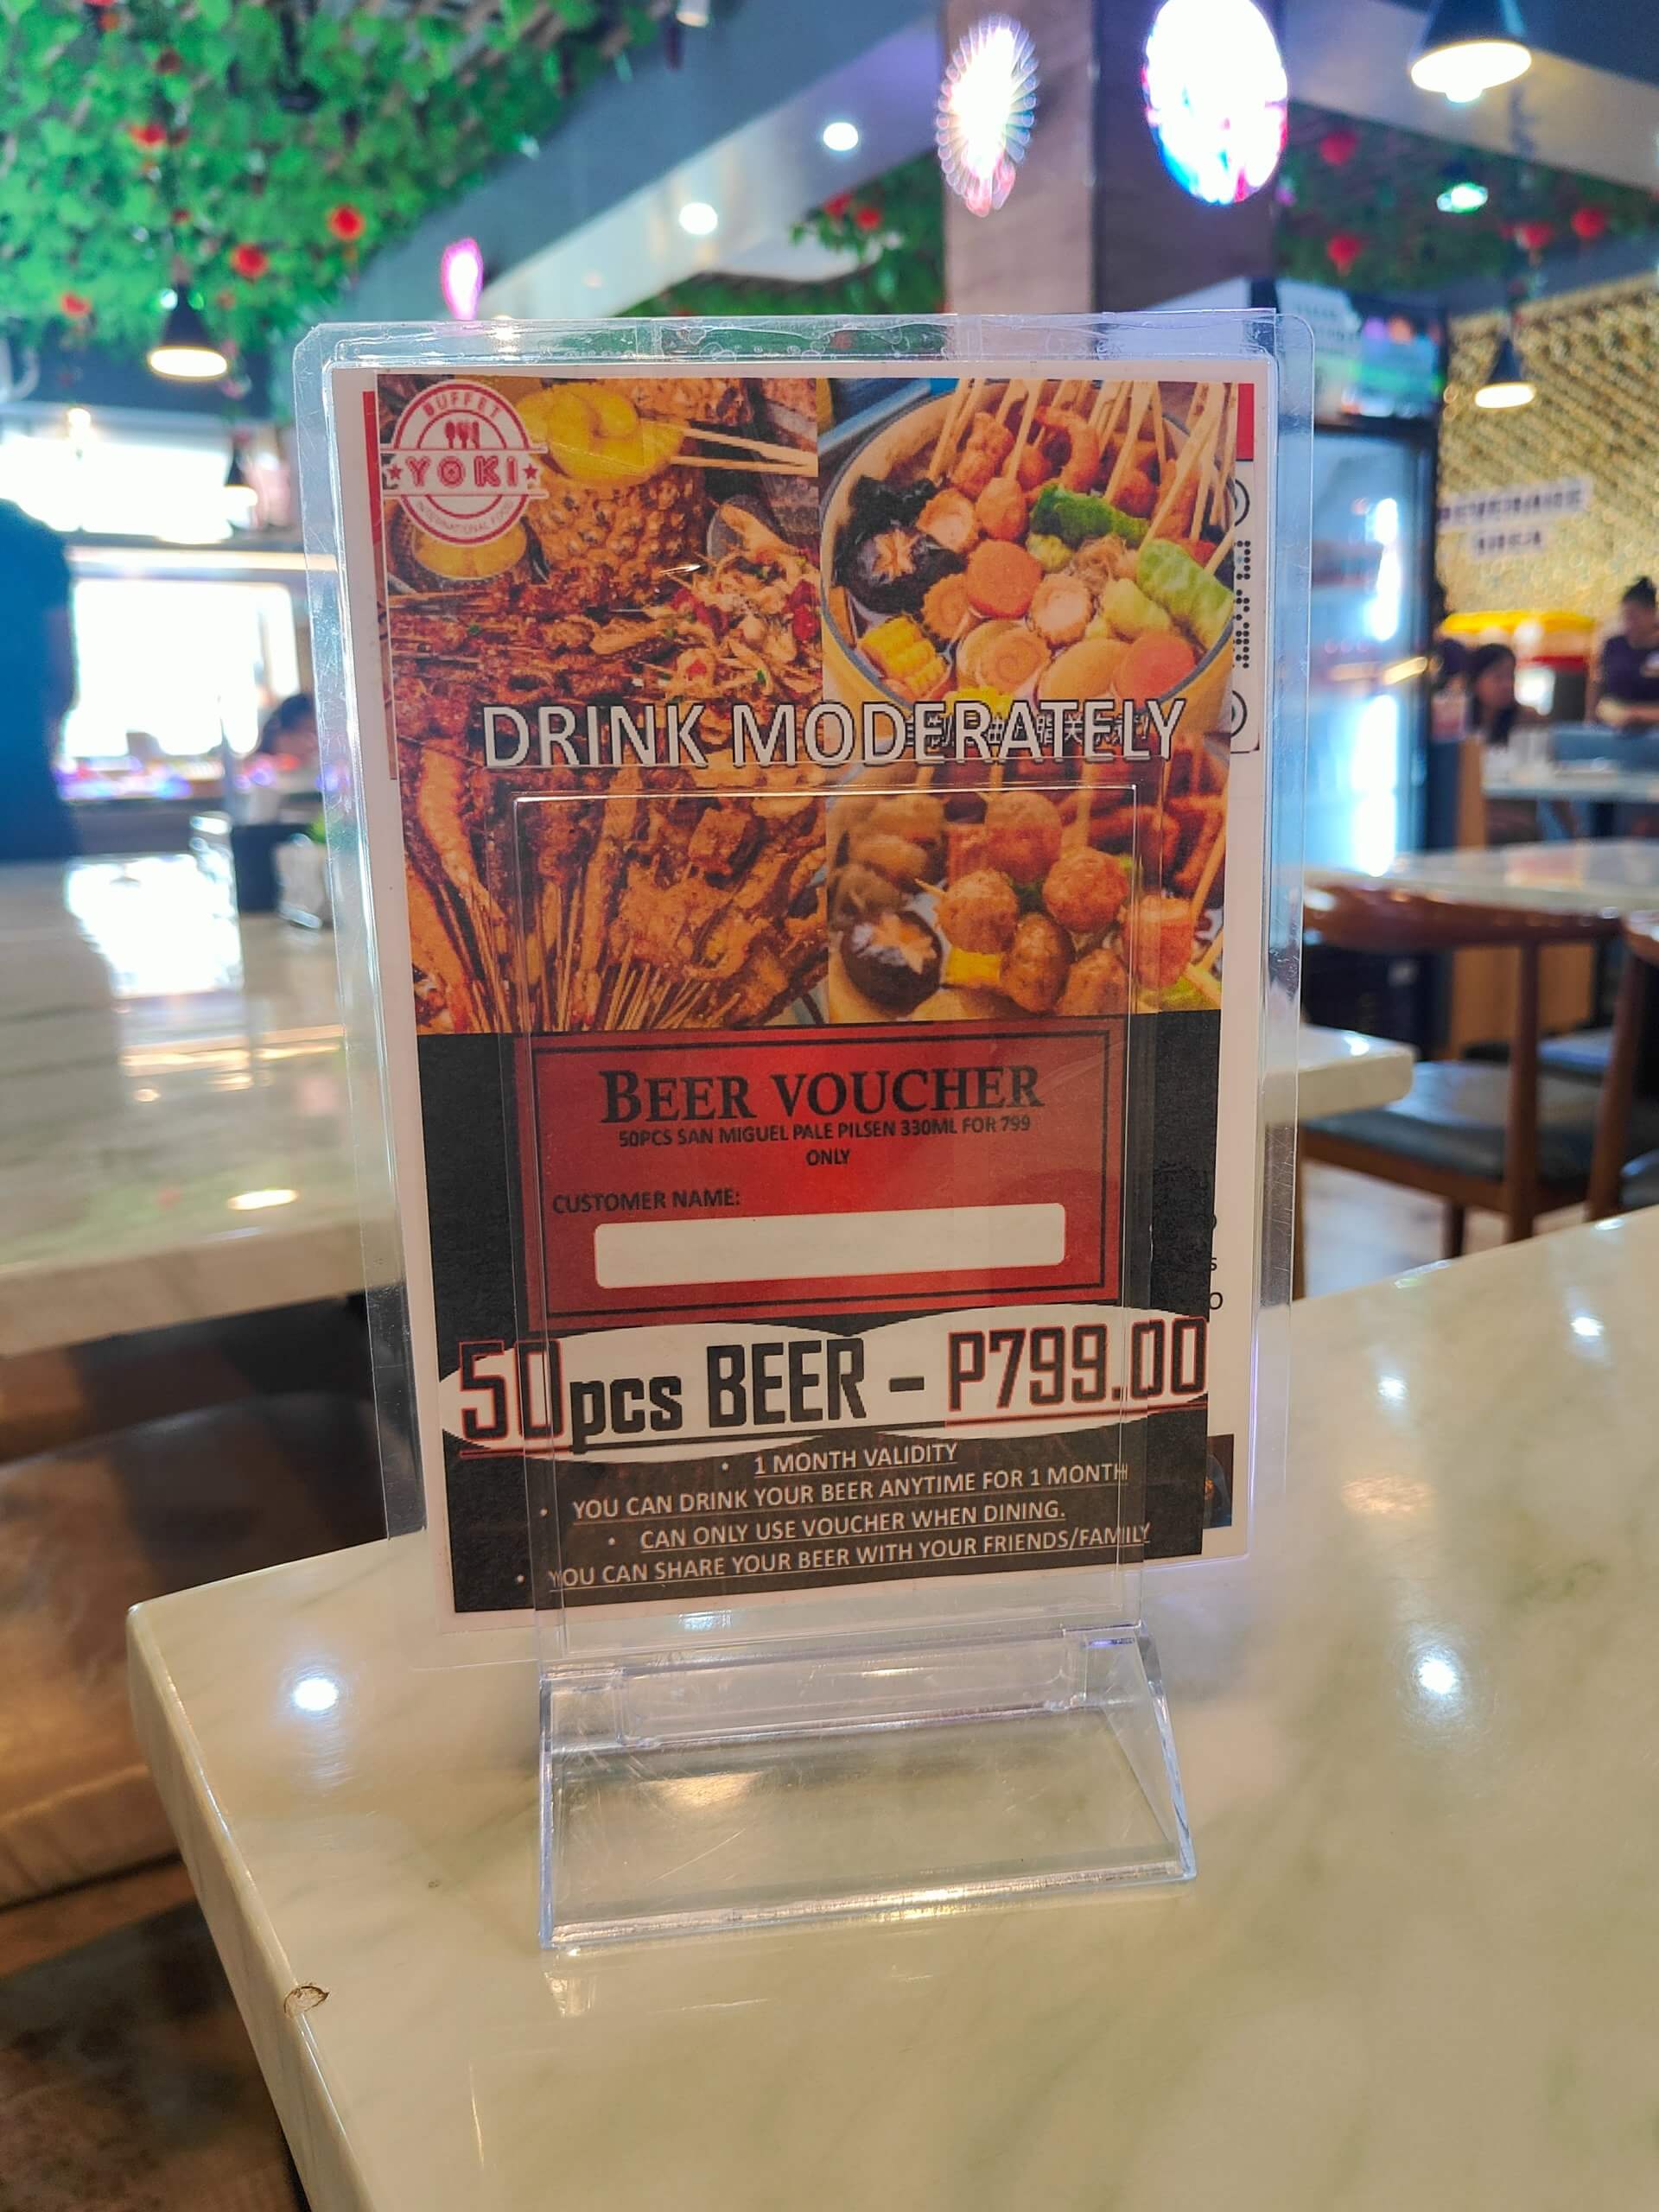 BUFFET
YOKI
INTERNATIONAL FOOD
DRINK MODERATELY
BEER VOUCHER
50PCS SAN MIGUEL PALE PILSEN 330ML FOR 799
ONLY
CUSTOMER NAME:
50pcs BEER - P799.00
• 1 MONTH VALIDITY
• YOU CAN DRINK YOUR BEER ANYTIME FOR 1 MONTH
• CAN ONLY USE VOUCHER WHEN DINING.
• YOU CAN SHARE YOUR BEER WITH YOUR FRIENDS/FAMILY
BEVERAGE
AREA